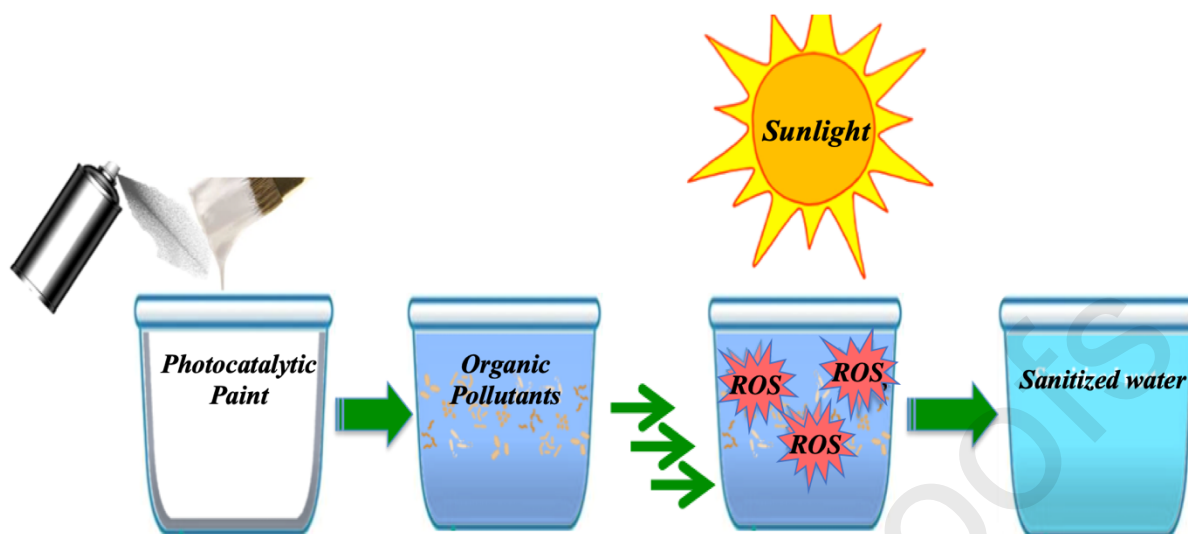 Sunlight
Photocatalytic
Paint
Organic
Pollutants
ROS
ROS
ROS
Sanitized water